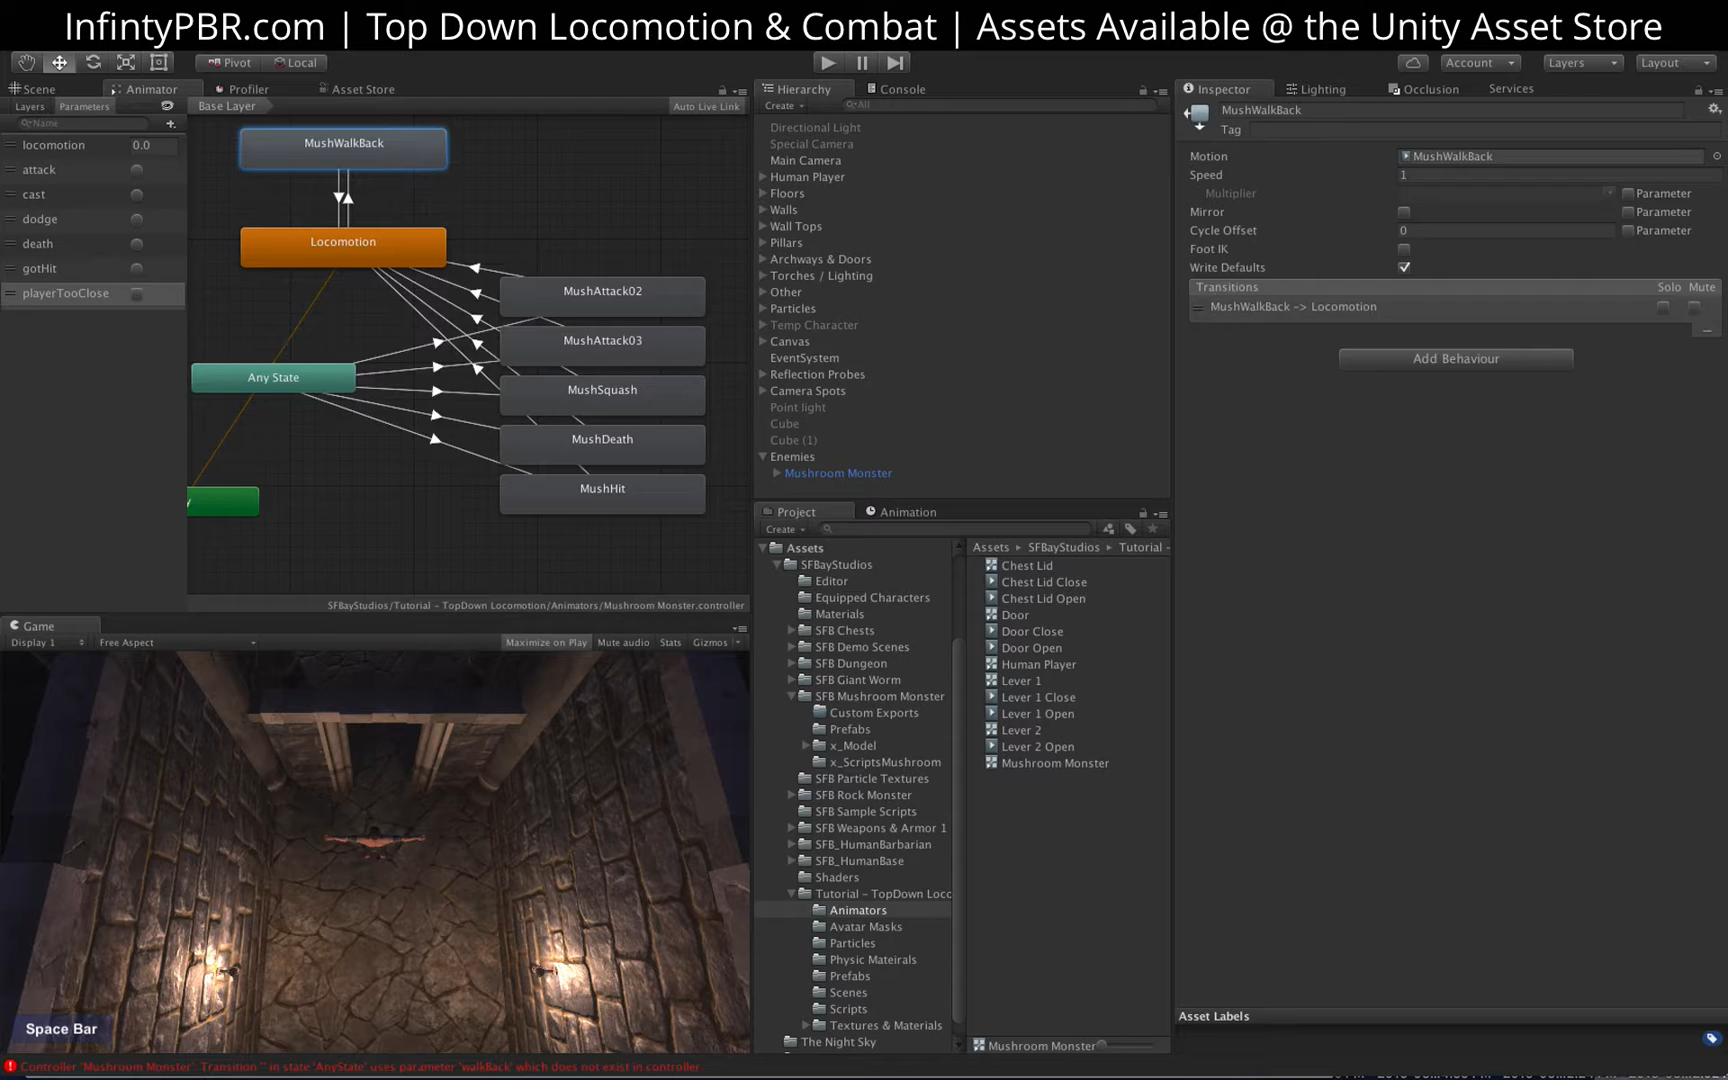 InfintyPBR.com | Top Down Locomotion & Combat | Assets Available @ the Unity Asset Store
Pivot Local Account Layers Layout
Scene Animator Profiler Asset Store
Layers Parameters Base Layer Auto Live Link
Name
locomotion 0.0
attack
cast
dodge
death
gotHit
playerTooClose
MushWalkBack
Locomotion
MushAttack02
MushAttack03
Any State
MushSquash
MushDeath
MushHit
y
SFBayStudios/Tutorial - TopDown Locomotion/Animators/Mushroom Monster.controller
Game
Display 1 Free Aspect Maximize on Play Mute audio Stats Gizmos
Space Bar
Hierarchy Console
Create All
Directional Light
Special Camera
Main Camera
Human Player
Floors
Walls
Wall Tops
Pillars
Archways & Doors
Torches / Lighting
Other
Particles
Temp Character
Canvas
EventSystem
Reflection Probes
Camera Spots
Point light
Cube
Cube (1)
Enemies
Mushroom Monster
Project Animation
Create
Assets
SFBayStudios
Editor
Equipped Characters
Materials
SFB Chests
SFB Demo Scenes
SFB Dungeon
SFB Giant Worm
SFB Mushroom Monster
Custom Exports
Prefabs
x_Model
x_ScriptsMushroom
SFB Particle Textures
SFB Rock Monster
SFB Sample Scripts
SFB Weapons & Armor 1
SFB_HumanBarbarian
SFB_HumanBase
Shaders
Tutorial - TopDown Loco
Animators
Avatar Masks
Particles
Physic Mateirals
Prefabs
Scenes
Scripts
Textures & Materials
The Night Sky
Assets SFBayStudios Tutorial -
Chest Lid
Chest Lid Close
Chest Lid Open
Door
Door Close
Door Open
Human Player
Lever 1
Lever 1 Close
Lever 1 Open
Lever 2
Lever 2 Open
Mushroom Monster
Mushroom Monster
Inspector Lighting Occlusion Services
MushWalkBack
Tag
Motion MushWalkBack
Speed 1
Multiplier Parameter
Mirror Parameter
Cycle Offset 0 Parameter
Foot IK
Write Defaults
Transitions Solo Mute
MushWalkBack -> Locomotion
Add Behaviour
Asset Labels
Controller 'Mushroom Monster': Transition '' in state 'AnyState' uses parameter 'walkBack' which does not exist in controller.